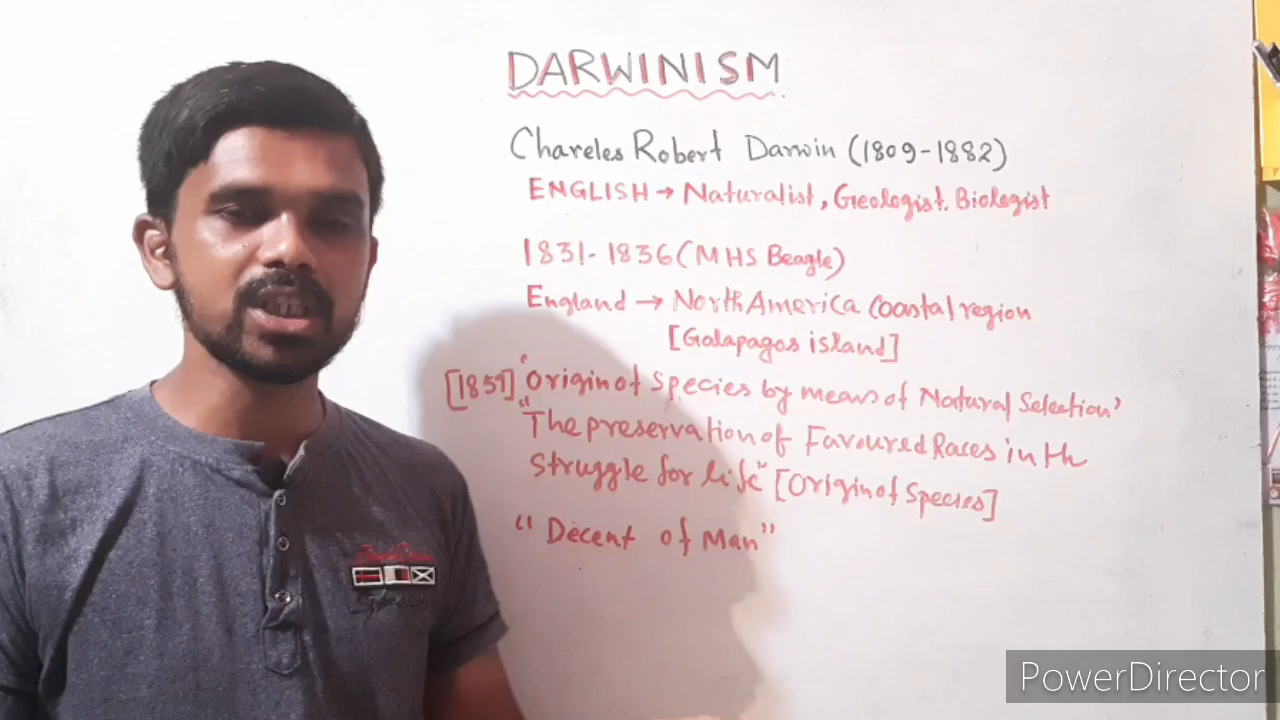 DARWINISM
Chareles Robert Darwin (1809-1882)
ENGLISH → Naturalist, Geologist. Biologist
1831-1836 (MHS Beagle)
England → North America Coastal region
[Galapagos island]
[1859] 'Origin of Species by means of Natural Selection'
"The preservation of Favoured Races in th
struggle for life" [Origin of Species]
"Decent of Man"
PowerDirector